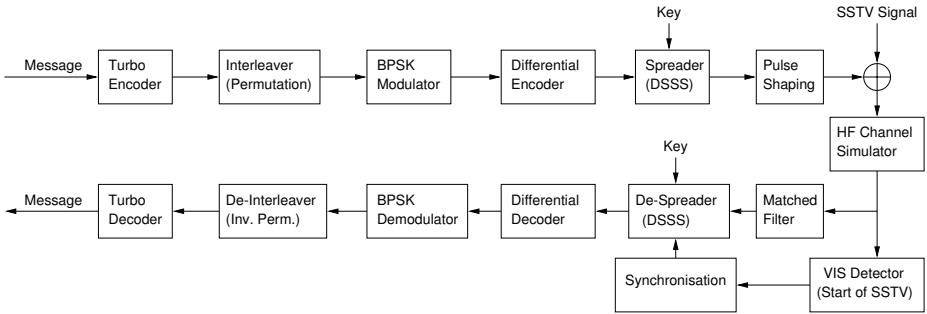 Key
SSTV Signal
Message
Turbo
Encoder
Interleaver
(Permutation)
BPSK
Modulator
Differential
Encoder
Spreader
(DSSS)
Pulse
Shaping
HF Channel
Simulator
Key
Message
Turbo
Decoder
De-Interleaver
(Inv. Perm.)
BPSK
Demodulator
Differential
Decoder
De-Spreader
(DSSS)
Matched
Filter
Synchronisation
VIS Detector
(Start of SSTV)